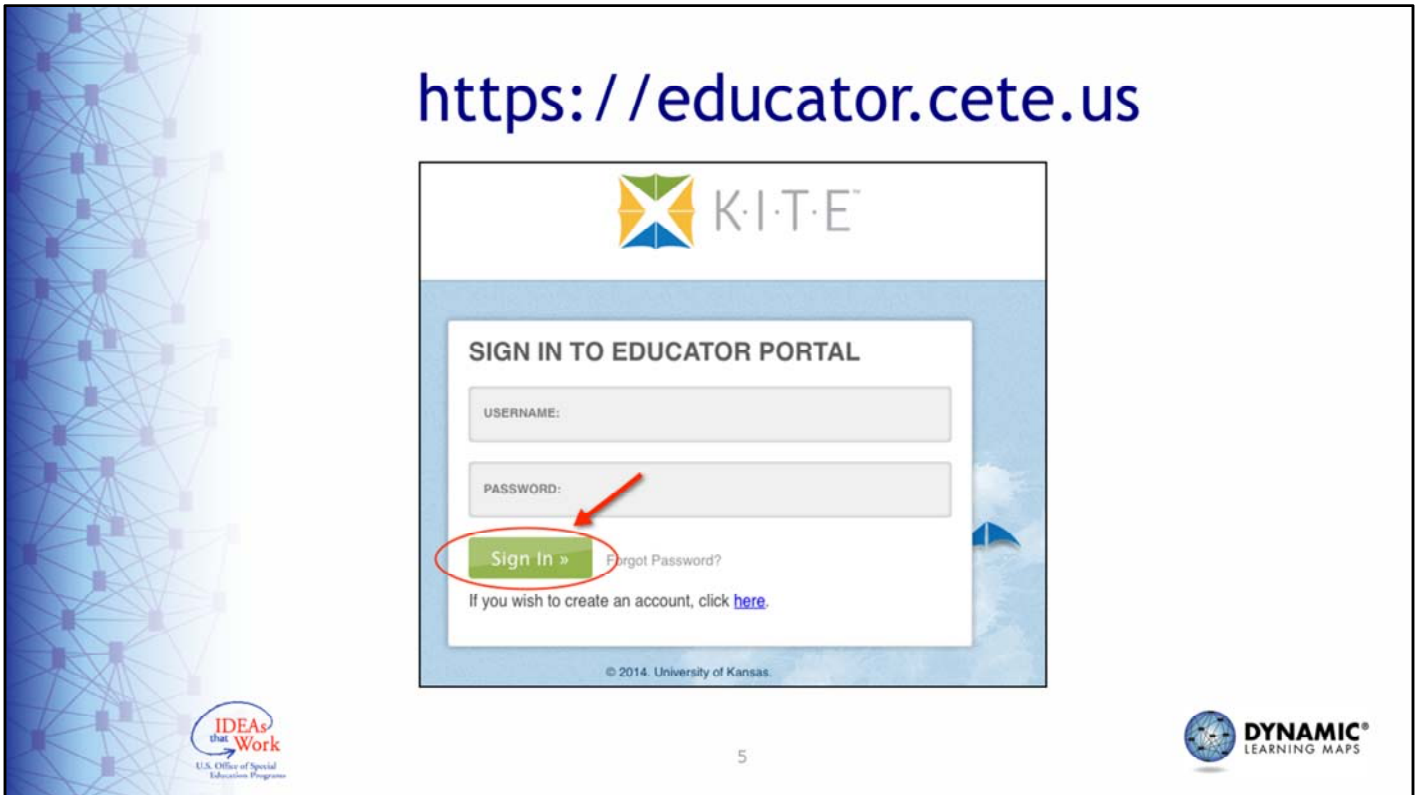 https://educator.cete.us
K·I·T·E™
SIGN IN TO EDUCATOR PORTAL
USERNAME:
PASSWORD:
Sign In » Forgot Password?
If you wish to create an account, click here.
© 2014. University of Kansas.
IDEAs
that Work
U.S. Office of Special
Education Programs
5
DYNAMIC®
LEARNING MAPS